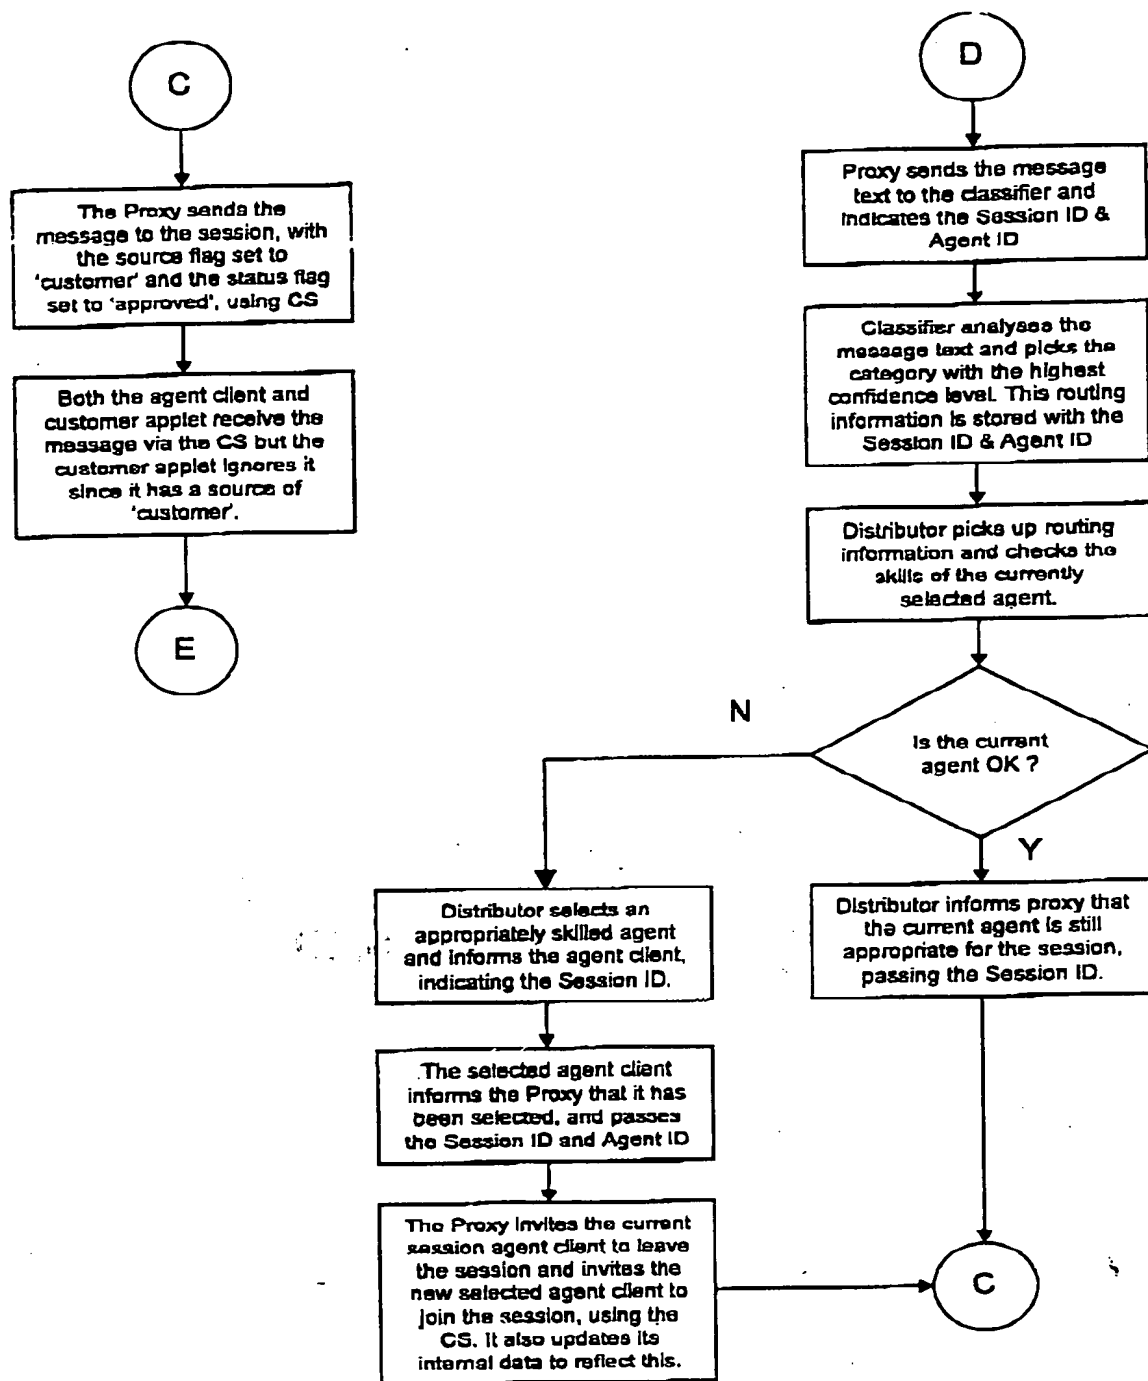 C
The Proxy sends the
message to the session, with
the source flag set to
'customer' and the status flag
set to 'approved', using CS
Both the agent client and
customer applet receive the
message via the CS but the
customer applet ignores it
since it has a source of
'customer'.
E
D
Proxy sends the message
text to the classifier and
indicates the Session ID &
Agent ID
Classifier analyses the
message text and picks the
category with the highest
confidence level. This routing
information is stored with the
Session ID & Agent ID
Distributor picks up routing
information and checks the
skills of the currently
selected agent.
Is the current
agent OK ?
N
Y
Distributor selects an
appropriately skilled agent
and informs the agent client,
indicating the Session ID.
The selected agent client
informs the Proxy that it has
been selected, and passes
the Session ID and Agent ID
The Proxy invites the current
session agent client to leave
the session and invites the
new selected agent client to
join the session, using the
CS. It also updates its
internal data to reflect this.
Distributor informs proxy that
the current agent is still
appropriate for the session,
passing the Session ID.
C